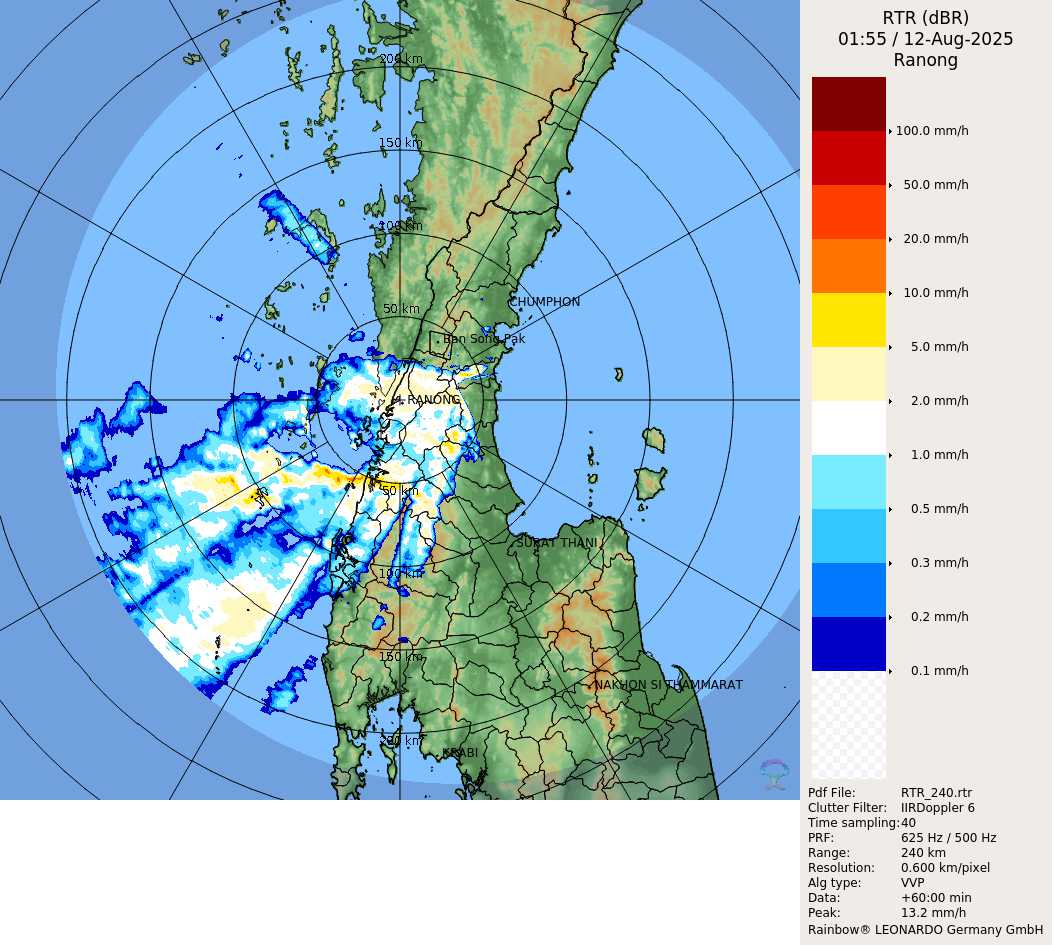 RTR (dBR)
01:55 / 12-Aug-2025
Ranong
100.0 mm/h
50.0 mm/h
20.0 mm/h
10.0 mm/h
5.0 mm/h
2.0 mm/h
1.0 mm/h
0.5 mm/h
0.3 mm/h
0.2 mm/h
0.1 mm/h
200 km
150 km
100 km
CHUMPHON
50 km
Ban Song Pak
RANONG
50 km
SURAT THANI
100 km
150 km
NAKHON SI THAMMARAT
200 km
KRABI
Pdf File: RTR_240.rtr
Clutter Filter: IIRDoppler 6
Time sampling:40
PRF: 625 Hz / 500 Hz
Range: 240 km
Resolution: 0.600 km/pixel
Alg type: VVP
Data: +60:00 min
Peak: 13.2 mm/h
Rainbow® LEONARDO Germany GmbH